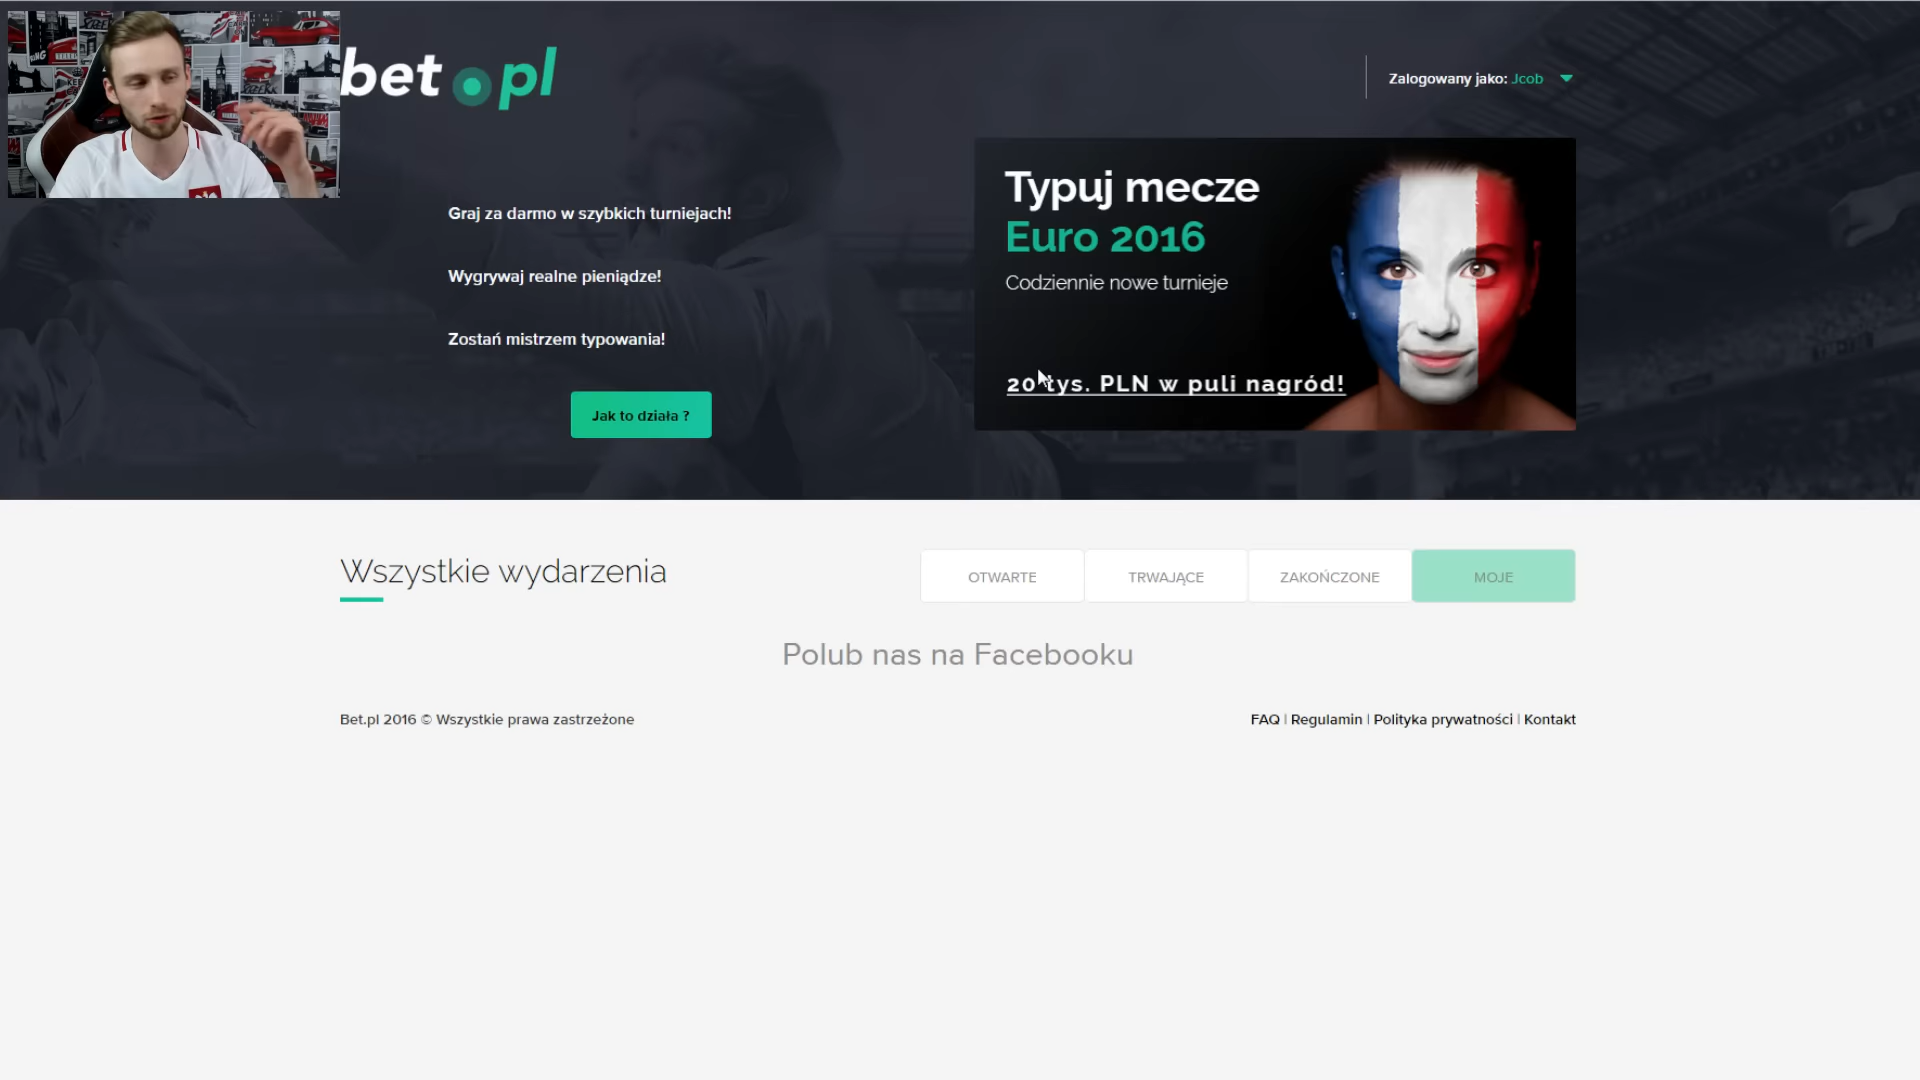 bet.pl
Zalogowany jako: Jcob
Graj za darmo w szybkich turniejach!
Wygrywaj realne pieniądze!
Zostań mistrzem typowania!
Jak to działa ?
Typuj mecze
Euro 2016
Codziennie nowe turnieje
20 tys. PLN w puli nagród!
Wszystkie wydarzenia
OTWARTE
TRWAJĄCE
ZAKOŃCZONE
MOJE
Polub nas na Facebooku
Bet.pl 2016 © Wszystkie prawa zastrzeżone
FAQ | Regulamin | Polityka prywatności | Kontakt